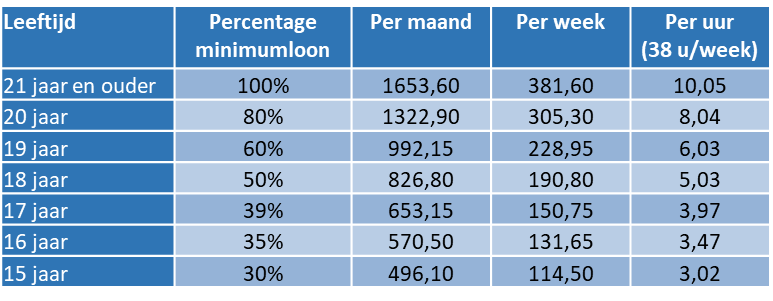 Leeftijd Percentage minimumloon Per maand Per week Per uur (38 u/week)
21 jaar en ouder 100% 1653,60 381,60 10,05
20 jaar 80% 1322,90 305,30 8,04
19 jaar 60% 992,15 228,95 6,03
18 jaar 50% 826,80 190,80 5,03
17 jaar 39% 653,15 150,75 3,97
16 jaar 35% 570,50 131,65 3,47
15 jaar 30% 496,10 114,50 3,02